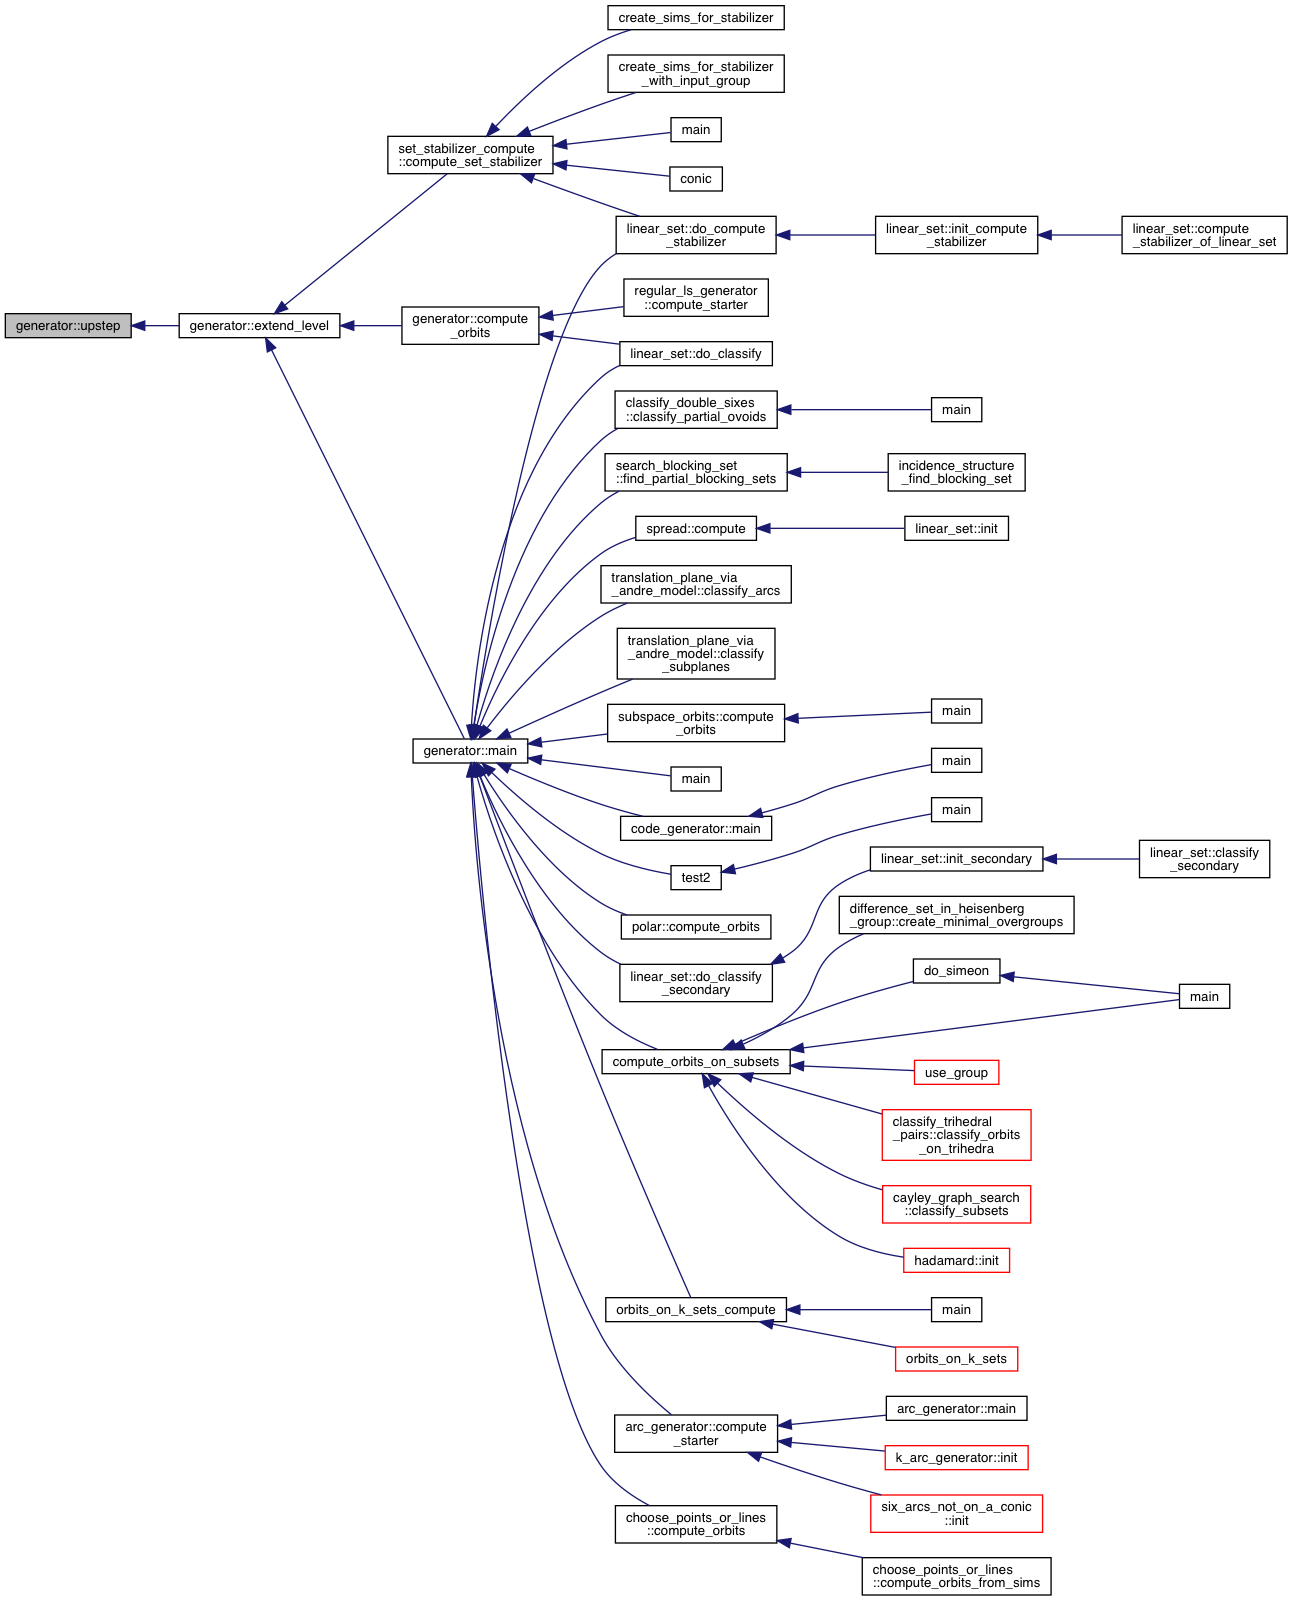 create_sims_for_stabilizer
create_sims_for_stabilizer
_with_input_group
main
set_stabilizer_compute
::compute_set_stabilizer
conic
linear_set::do_compute
_stabilizer
linear_set::init_compute
_stabilizer
linear_set::compute
_stabilizer_of_linear_set
regular_ls_generator
::compute_starter
generator::upstep
generator::extend_level
generator::compute
_orbits
linear_set::do_classify
classify_double_sixes
::classify_partial_ovoids
main
search_blocking_set
::find_partial_blocking_sets
incidence_structure
_find_blocking_set
spread::compute
linear_set::init
translation_plane_via
_andre_model::classify_arcs
translation_plane_via
_andre_model::classify
_subplanes
subspace_orbits::compute
_orbits
main
generator::main
main
main
code_generator::main
main
test2
linear_set::init_secondary
linear_set::classify
_secondary
polar::compute_orbits
difference_set_in_heisenberg
_group::create_minimal_overgroups
linear_set::do_classify
_secondary
do_simeon
main
compute_orbits_on_subsets
use_group
classify_trihedral
_pairs::classify_orbits
_on_trihedra
cayley_graph_search
::classify_subsets
hadamard::init
orbits_on_k_sets_compute
main
orbits_on_k_sets
arc_generator::compute
_starter
arc_generator::main
k_arc_generator::init
six_arcs_not_on_a_conic
::init
choose_points_or_lines
::compute_orbits
choose_points_or_lines
::compute_orbits_from_sims